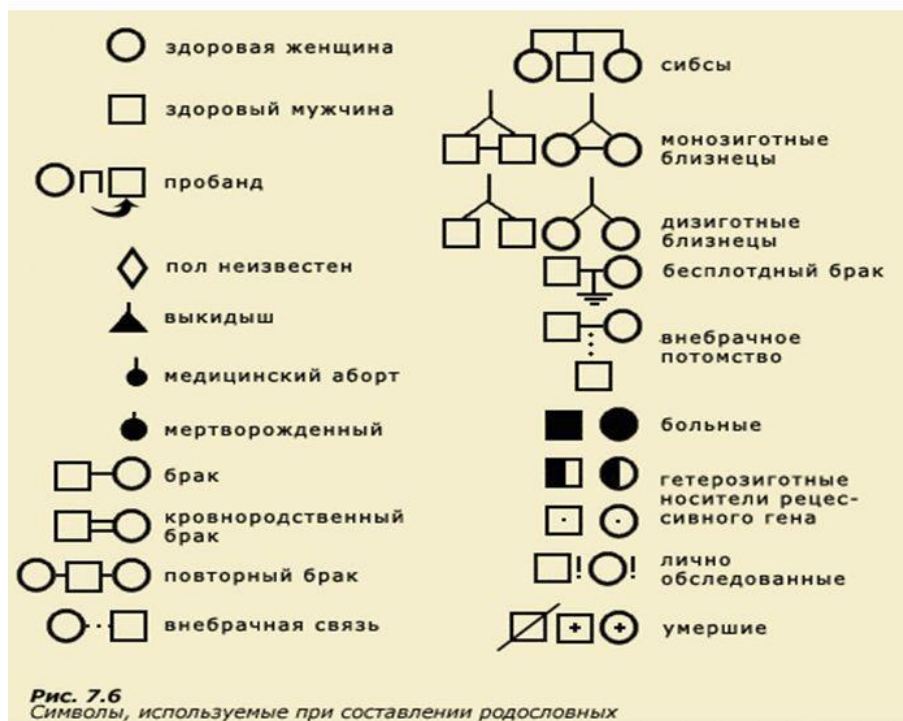 здоровая женщина
здоровый мужчина
пробанд
пол неизвестен
выкидыш
медицинский аборт
мертворожденный
брак
кровнородственный
брак
повторный брак
внебрачная связь
сибсы
монозиготные
близнецы
дизиготные
близнецы
бесплотдный брак
внебрачное
потомство
больные
гетерозиготные
носители рецес-
сивного гена
лично
обследованные
умершие
Рис. 7.6
Символы, используемые при составлении родословных